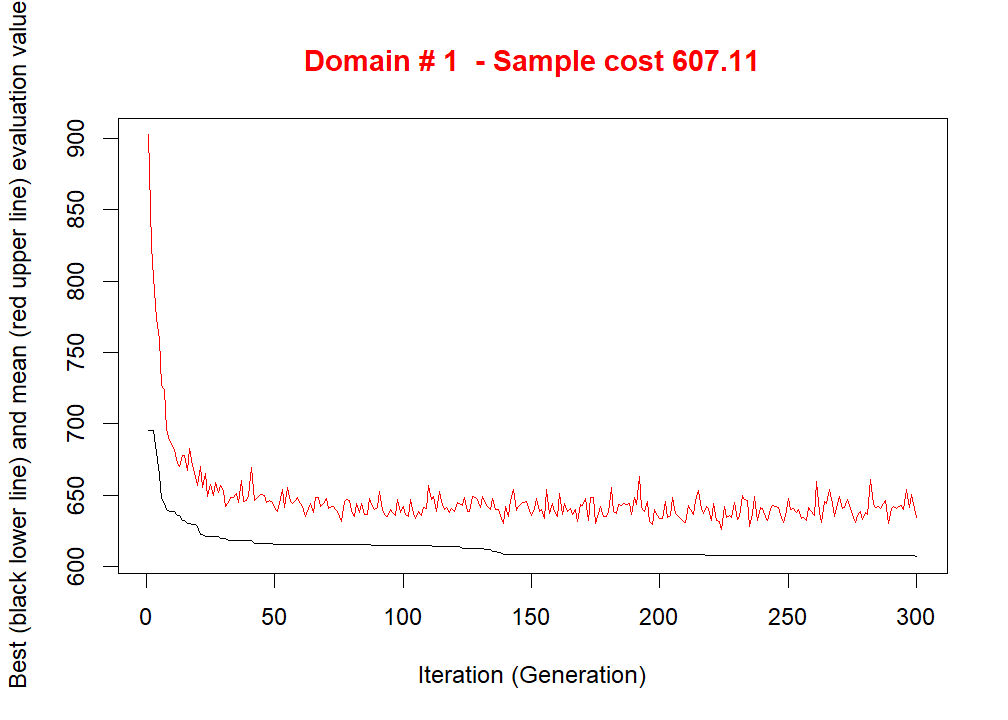 Domain # 1  - Sample cost 607.11
Best (black lower line) and mean (red upper line) evaluation value
900
850
800
750
700
650
600
0 50 100 150 200 250 300
Iteration (Generation)